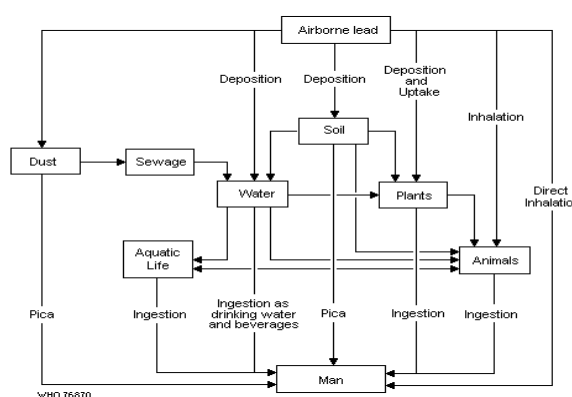 Airborne lead
Deposition
Deposition
Deposition
and
Uptake
Inhalation
Soil
Dust
Sewage
Water
Plants
Direct
Inhalatio
Aquatic
Life
Animals
Pica
Ingestion
Ingestion as
drinking water
and beverages
Pica
Ingestion
Ingestion
Man
WHO 76870